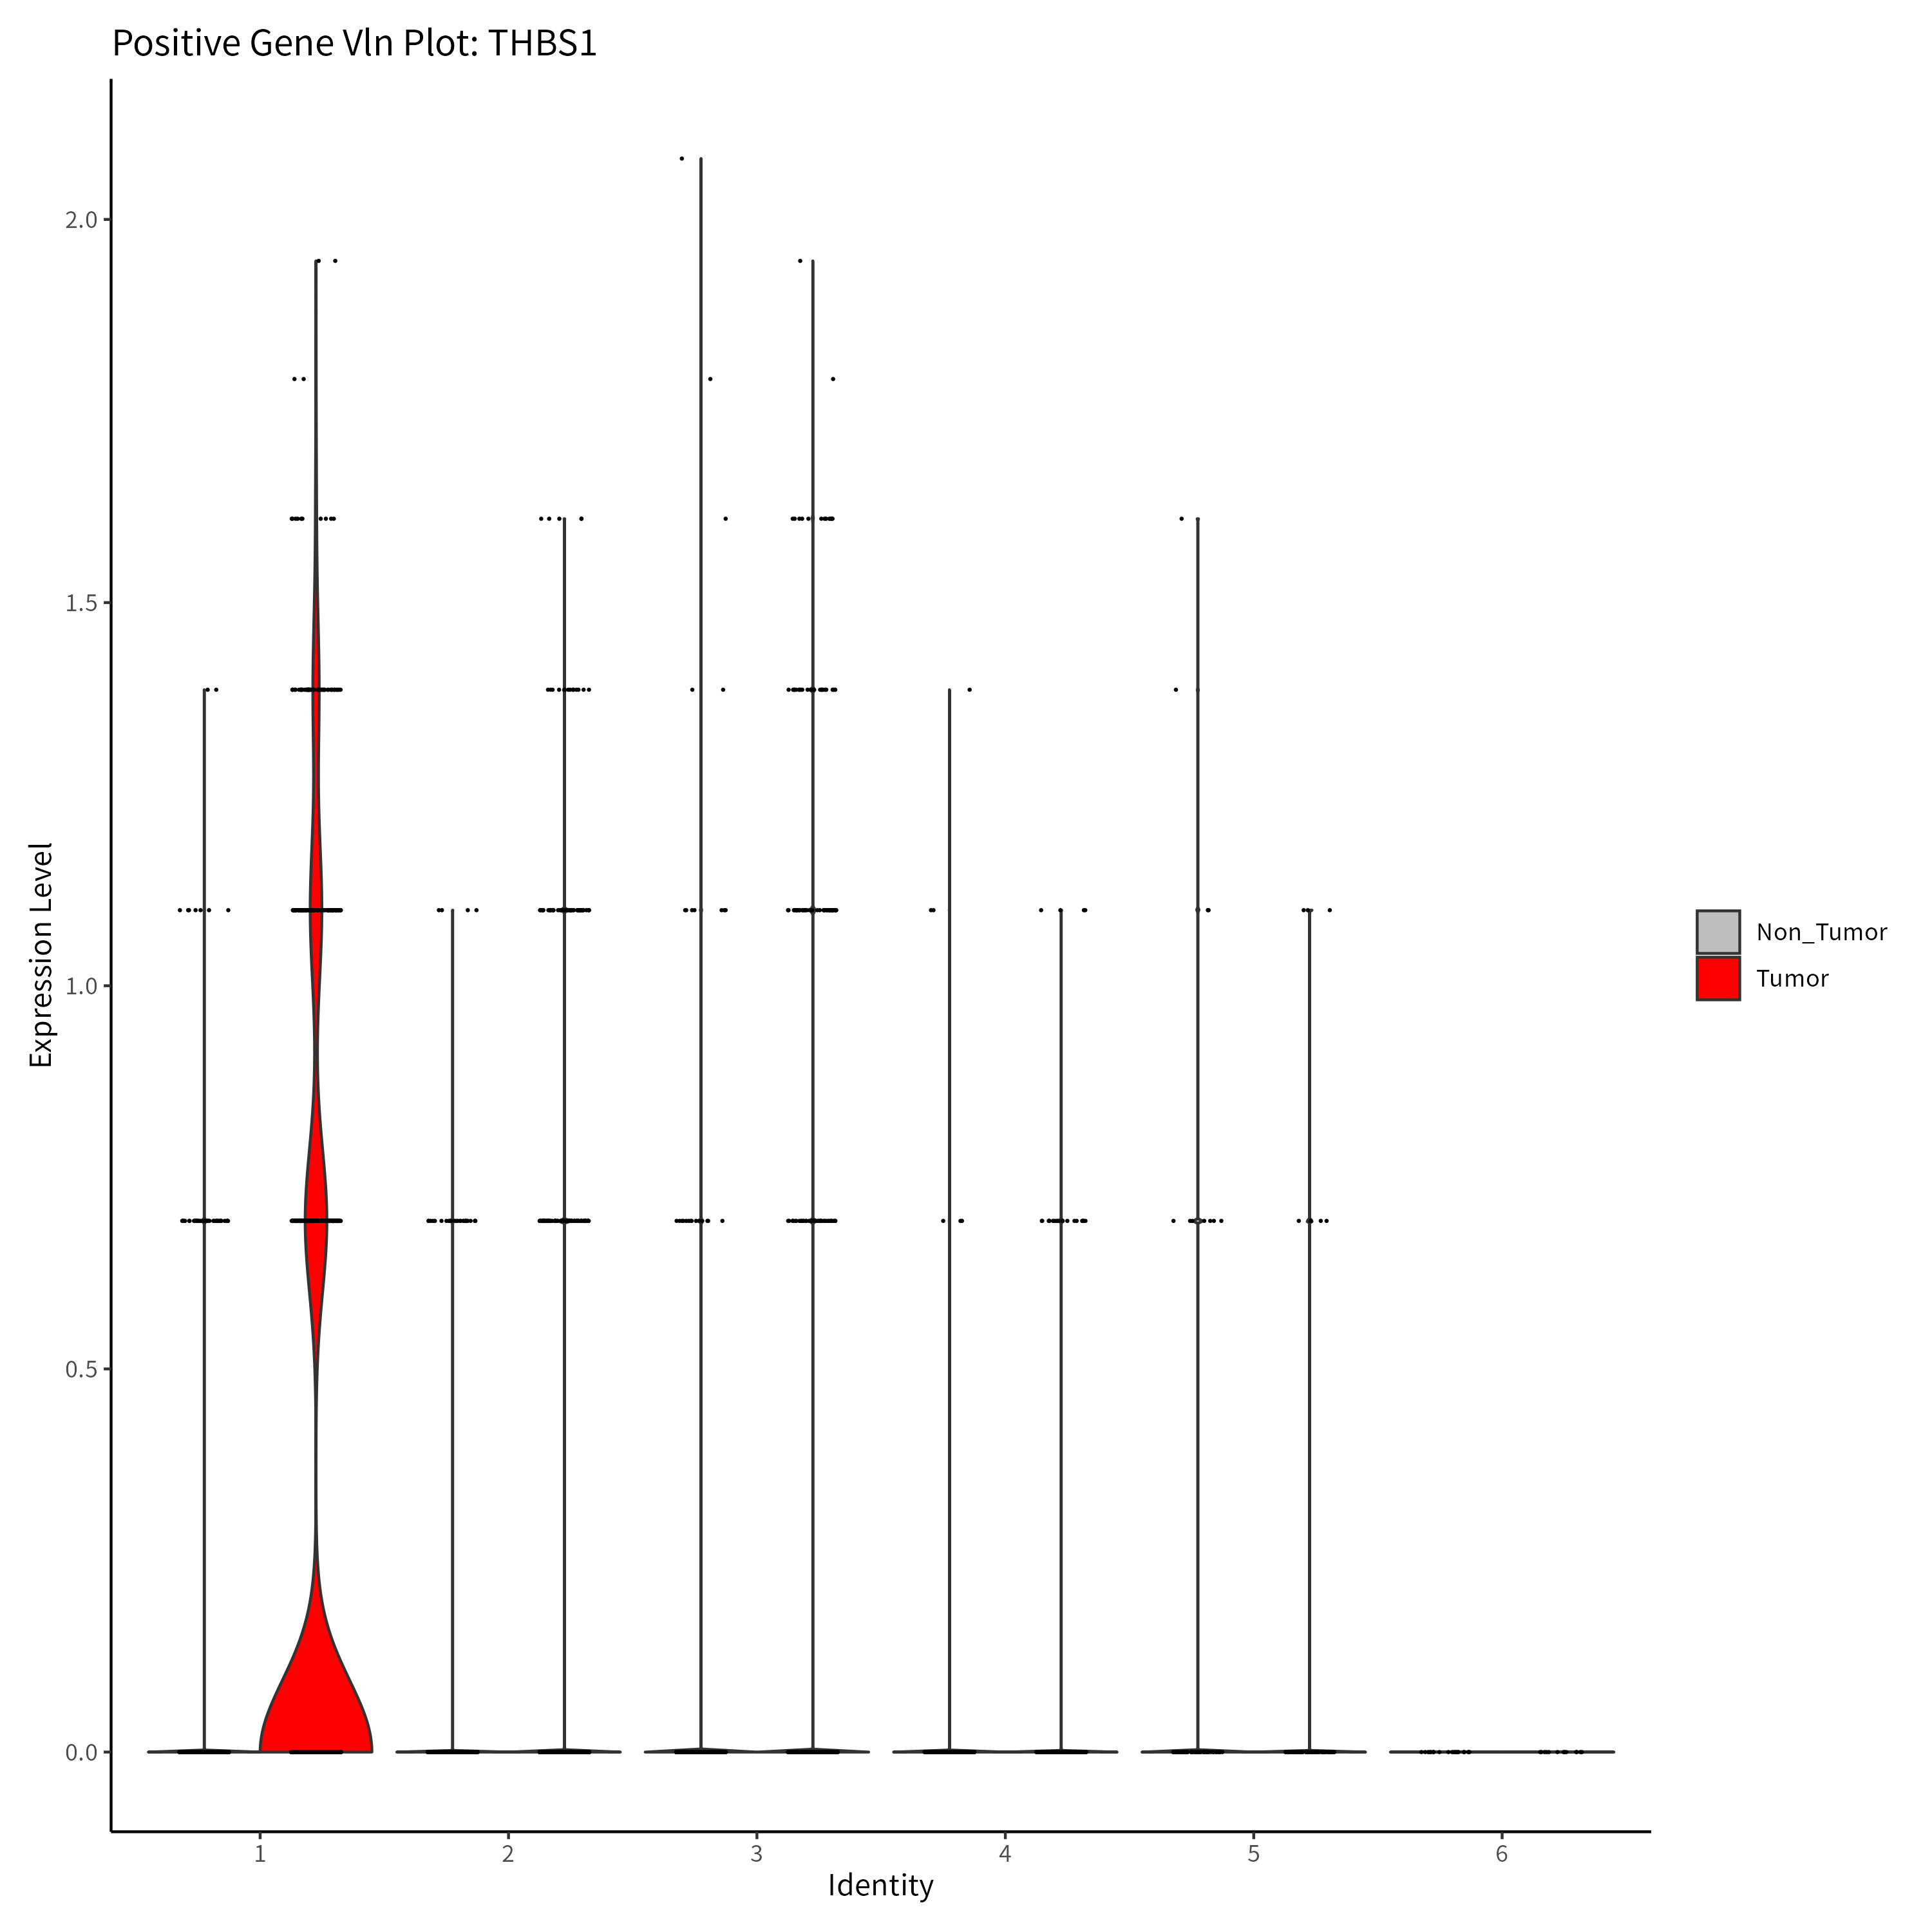 Positive Gene Vln Plot: THBS1
Expression Level
2.0
1.5
1.0
0.5
0.0
1 2 3 4 5 6
Identity
Non_Tumor
Tumor